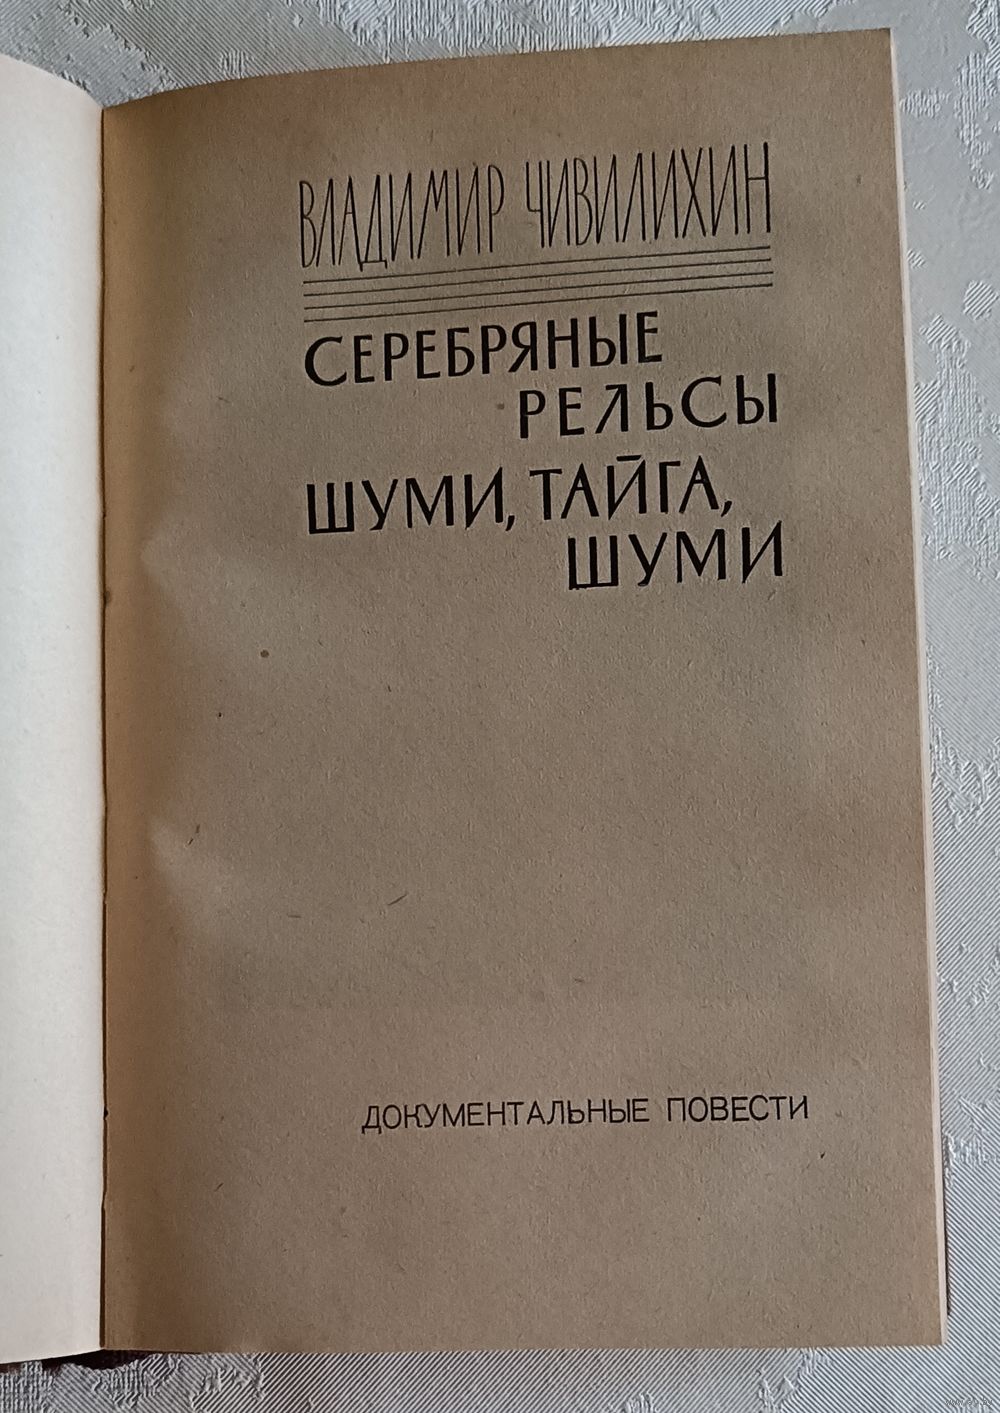 ВЛАДИМИР ЧИВИЛИХИН
СЕРЕБРЯНЫЕ
РЕЛЬСЫ
ШУМИ, ТАЙГА,
ШУМИ
ДОКУМЕНТАЛЬНЫЕ ПОВЕСТИ